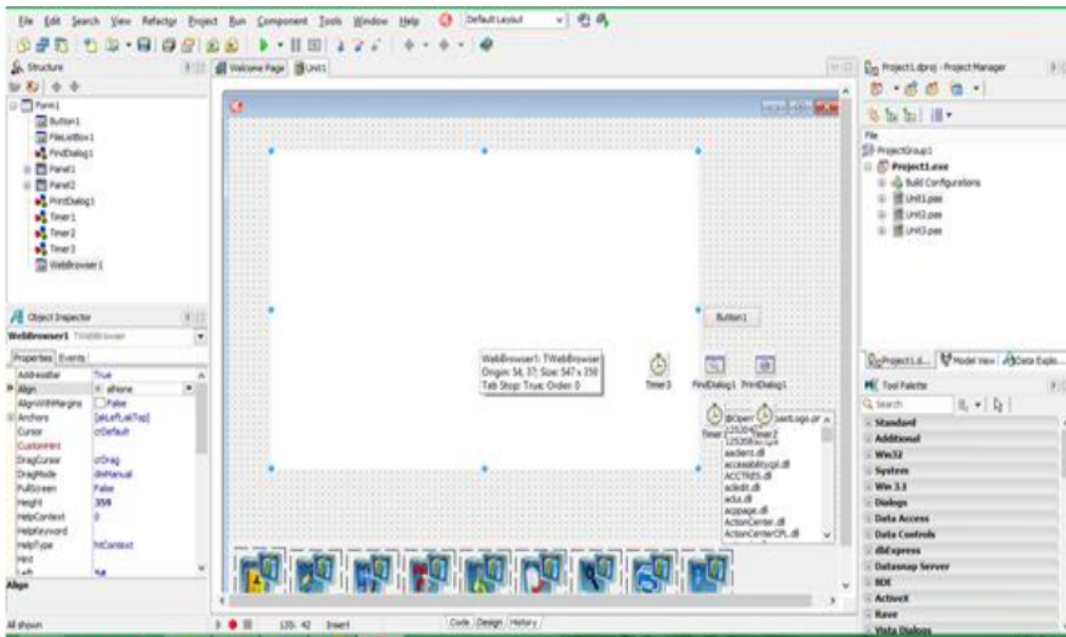 File Edit Search View Refactor Project Run Component Tools Window Help Default Layout
Structure
Welcome Page Unit1
Project1.dproj - Project Manager
Form1
Button1
FileListBox1
FindDialog1
Panel1
Panel2
PrintDialog1
Timer1
Timer2
Timer3
WebBrowser1
File
ProjectGroup1
Project1.exe
Build Configurations
Unit1.pas
Unit2.pas
Unit3.pas
Object Inspector
WebBrowser1 TWebBrowser
Properties Events
AddressBar True
Align alNone
AlignWithMargins False
Anchors [akLeft,akTop]
Cursor crDefault
CustomHint
DragCursor crDrag
DragMode dmManual
FullScreen False
Height 359
HelpContext 0
HelpKeyword
HelpType htContext
Hint
Left 54
Align
All shown
Button1
WebBrowser1: TWebBrowser
Origin: 54, 37; Size: 547 x 359
Tab Stop: True; Order: 0
Timer3 FindDialog1 PrintDialog1
Timer2
aaclient.dll
accessibilitycpl.dll
ACCTRES.dll
acledit.dll
aclui.dll
acppage.dll
ActionCenter.dll
ActionCenterCPL.dll
135: 42 Insert
Code Design History
Project1.d... Model View Data Explo...
Tool Palette
Search
Standard
Additional
Win32
System
Win 3.1
Dialogs
Data Access
Data Controls
dbExpress
Datasnap Server
BDE
ActiveX
Rave
Vista Dialogs